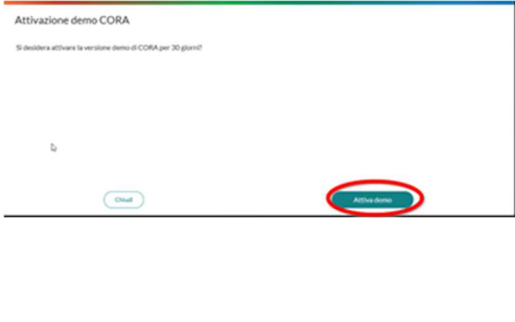 Attivazione demo CORA
Si desidera attivare la versione demo di CORA per 30 giorni?
Chiudi
Attiva demo